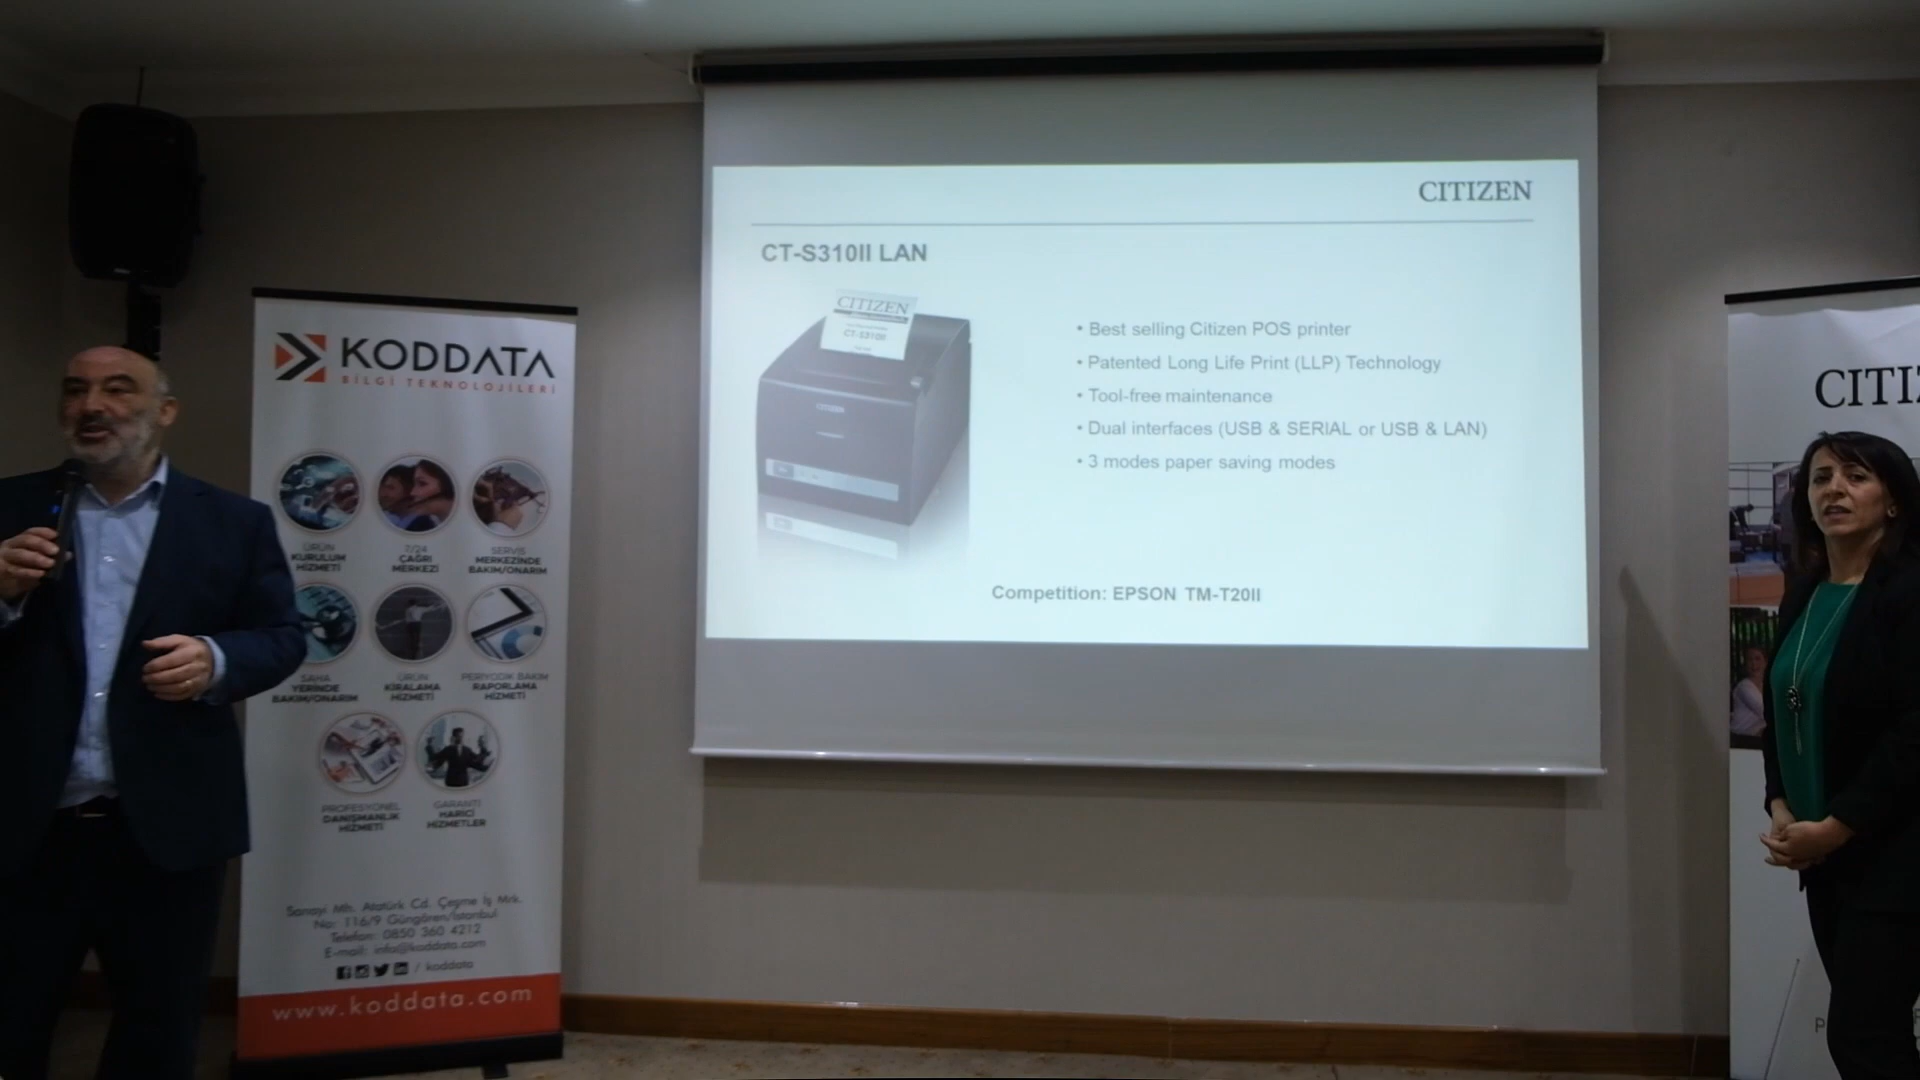 KODDATA
BİLGİ TEKNOLOJİLERİ
ÜRÜN
KURULUM
HİZMETİ
7/24
ÇAĞRI
MERKEZİ
SERVİS
MERKEZİNDE
BAKIM/ONARIM
SAHA
YERİNDE
BAKIM/ONARIM
ÜRÜN
KİRALAMA
HİZMETİ
PERİYODİK BAKIM
RAPORLAMA
HİZMETİ
PROFESYONEL
DANIŞMANLIK
HİZMETİ
GARANTİ
HARİCİ
HİZMETLER
Sanayi Mh. Atatürk Cd. Çeşme İş Mrk.
No: 116/9 Güngören/İstanbul
Telefon: 0850 360 4212
E-mail: info@koddata.com
/ koddata
www.koddata.com
CITIZEN
CT-S310II LAN
CITIZEN
CT-S310II
CITIZEN
• Best selling Citizen POS printer
• Patented Long Life Print (LLP) Technology
• Tool-free maintenance
• Dual interfaces (USB & SERIAL or USB & LAN)
• 3 modes paper saving modes
Competition: EPSON TM-T20II
CITIZ
P